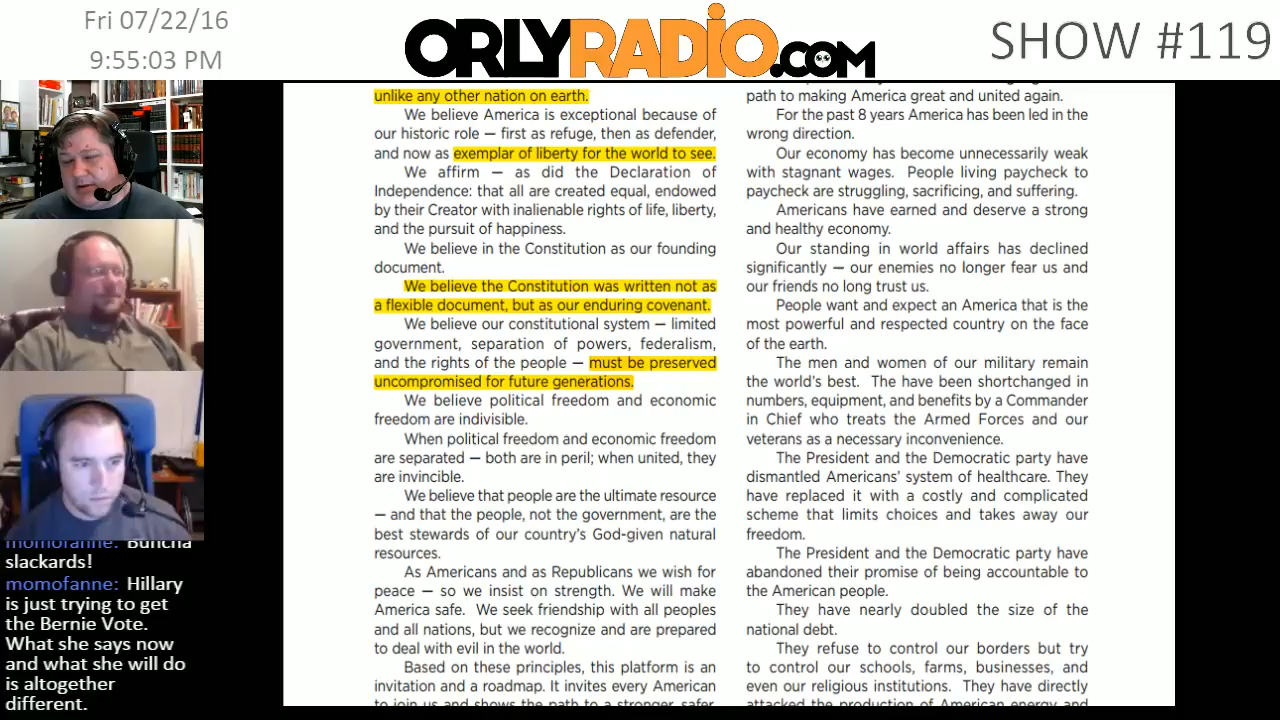 Fri 07/22/16
9:55:03 PM
ORLYRADIO.COM
SHOW #119
unlike any other nation on earth.
We believe America is exceptional because of
our historic role — first as refuge, then as defender,
and now as exemplar of liberty for the world to see.
We affirm — as did the Declaration of
Independence: that all are created equal, endowed
by their Creator with inalienable rights of life, liberty,
and the pursuit of happiness.
We believe in the Constitution as our founding
document.
We believe the Constitution was written not as
a flexible document, but as our enduring covenant.
We believe our constitutional system — limited
government, separation of powers, federalism,
and the rights of the people — must be preserved
uncompromised for future generations.
We believe political freedom and economic
freedom are indivisible.
When political freedom and economic freedom
are separated — both are in peril; when united, they
are invincible.
We believe that people are the ultimate resource
— and that the people, not the government, are the
best stewards of our country's God-given natural
resources.
As Americans and as Republicans we wish for
peace — so we insist on strength. We will make
America safe. We seek friendship with all peoples
and all nations, but we recognize and are prepared
to deal with evil in the world.
Based on these principles, this platform is an
invitation and a roadmap. It invites every American
to join us and shows the path to a stronger, safer,
path to making America great and united again.
For the past 8 years America has been led in the
wrong direction.
Our economy has become unnecessarily weak
with stagnant wages. People living paycheck to
paycheck are struggling, sacrificing, and suffering.
Americans have earned and deserve a strong
and healthy economy.
Our standing in world affairs has declined
significantly — our enemies no longer fear us and
our friends no long trust us.
People want and expect an America that is the
most powerful and respected country on the face
of the earth.
The men and women of our military remain
the world's best. The have been shortchanged in
numbers, equipment, and benefits by a Commander
in Chief who treats the Armed Forces and our
veterans as a necessary inconvenience.
The President and the Democratic party have
dismantled Americans' system of healthcare. They
have replaced it with a costly and complicated
scheme that limits choices and takes away our
freedom.
The President and the Democratic party have
abandoned their promise of being accountable to
the American people.
They have nearly doubled the size of the
national debt.
They refuse to control our borders but try
to control our schools, farms, businesses, and
even our religious institutions. They have directly
attacked the production of American energy and
momofanne: Buncha
slackards!
momofanne: Hillary
is just trying to get
the Bernie Vote.
What she says now
and what she will do
is altogether
different.